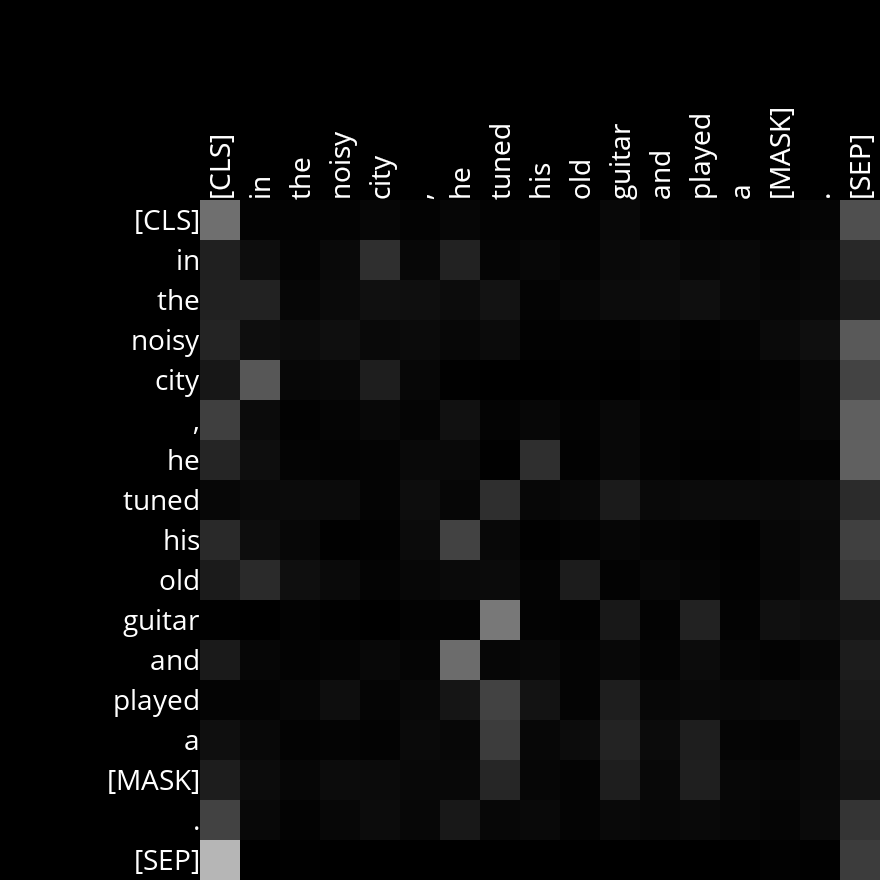 [CLS] in the noisy city , he tuned his old guitar and played a [MASK] . [SEP]
[CLS]
in
the
noisy
city
,
he
tuned
his
old
guitar
and
played
a
[MASK]
.
[SEP]